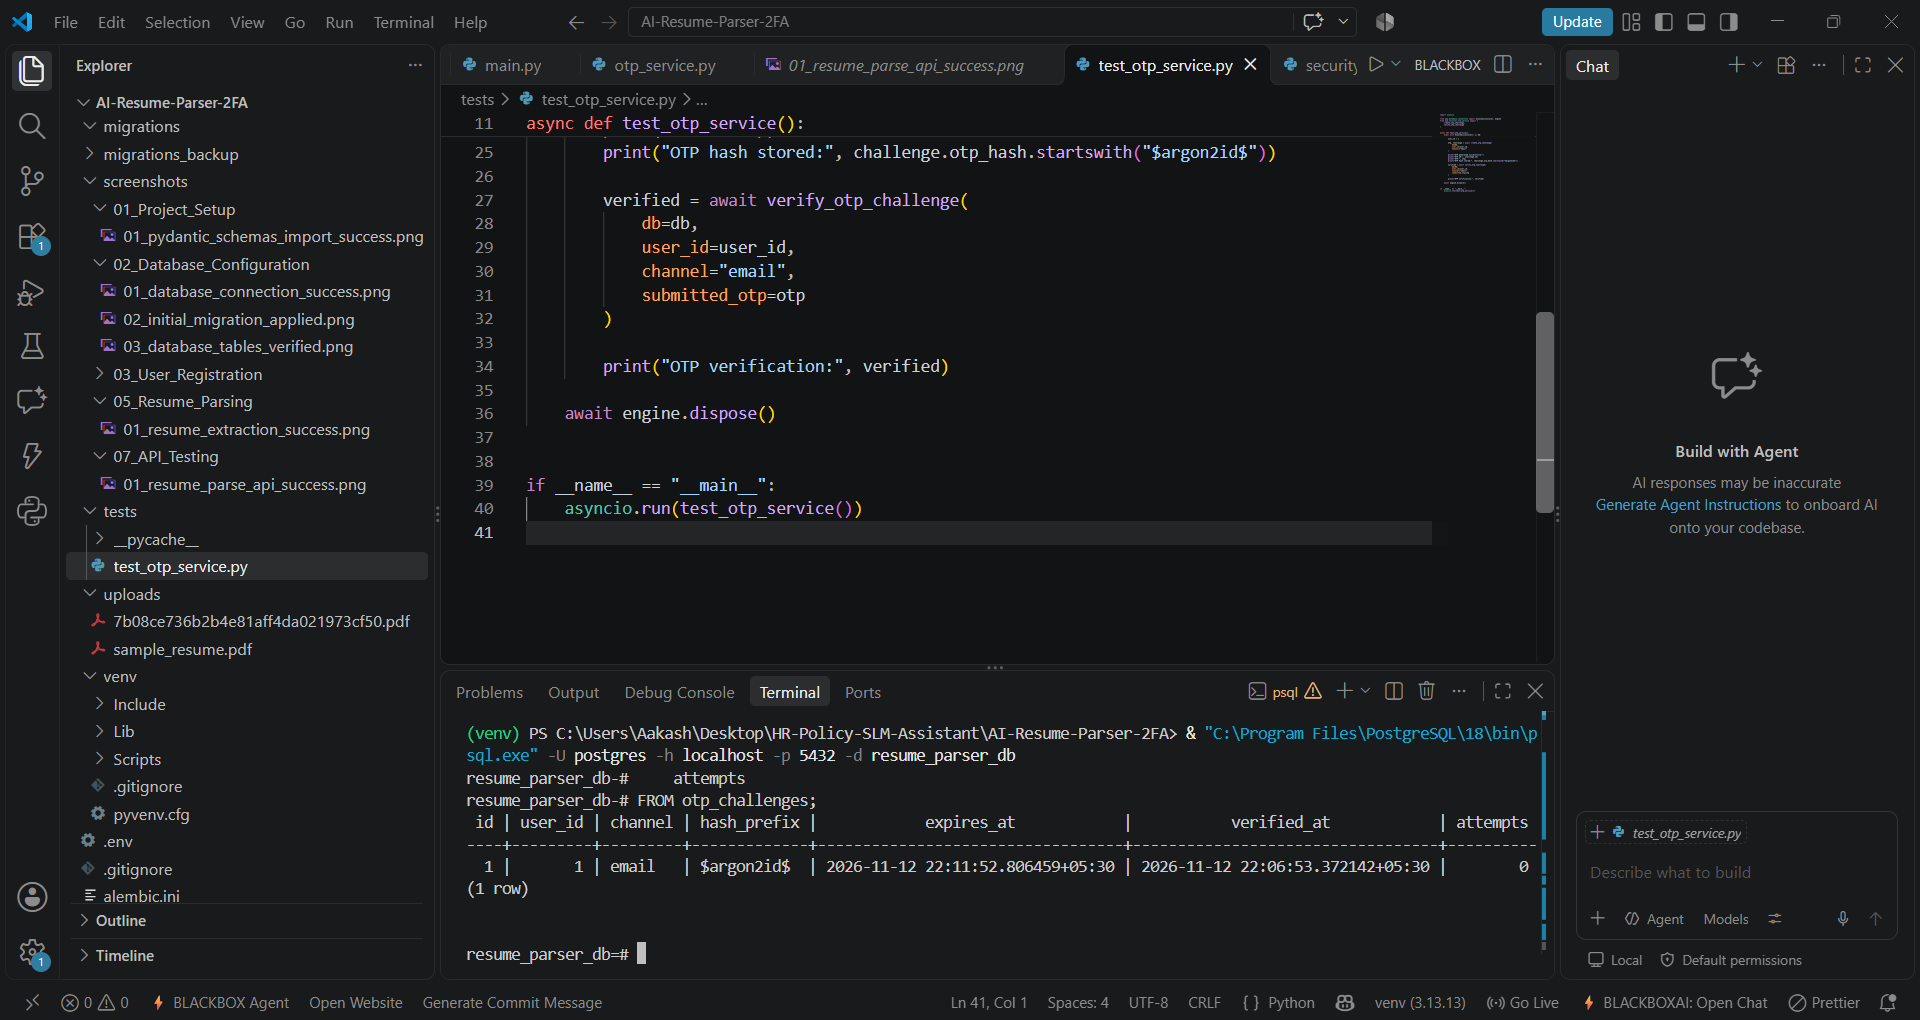 File Edit Selection View Go Run Terminal Help
AI-Resume-Parser-2FA
Update
Explorer
AI-Resume-Parser-2FA
migrations
migrations_backup
screenshots
01_Project_Setup
01_pydantic_schemas_import_success.png
02_Database_Configuration
01_database_connection_success.png
02_initial_migration_applied.png
03_database_tables_verified.png
03_User_Registration
05_Resume_Parsing
01_resume_extraction_success.png
07_API_Testing
01_resume_parse_api_success.png
tests
__pycache__
test_otp_service.py
uploads
7b08ce736b2b4e81aff4da021973cf50.pdf
sample_resume.pdf
venv
Include
Lib
Scripts
.gitignore
pyvenv.cfg
.env
.gitignore
alembic.ini
Outline
Timeline
1
1
main.py otp_service.py 01_resume_parse_api_success.png test_otp_service.py security BLACKBOX
tests > test_otp_service.py > ...
11 async def test_otp_service():
25 print("OTP hash stored:", challenge.otp_hash.startswith("$argon2id$"))
26
27 verified = await verify_otp_challenge(
28 db=db,
29 user_id=user_id,
30 channel="email",
31 submitted_otp=otp
32 )
33
34 print("OTP verification:", verified)
35
36 await engine.dispose()
37
38
39 if __name__ == "__main__":
40 asyncio.run(test_otp_service())
41
Problems Output Debug Console Terminal Ports
psql
(venv) PS C:\Users\Aakash\Desktop\HR-Policy-SLM-Assistant\AI-Resume-Parser-2FA> & "C:\Program Files\PostgreSQL\18\bin\p
sql.exe" -U postgres -h localhost -p 5432 -d resume_parser_db
resume_parser_db-#     attempts
resume_parser_db-# FROM otp_challenges;
 id | user_id | channel | hash_prefix |            expires_at            |           verified_at            | attempts
----+---------+---------+-------------+----------------------------------+----------------------------------+----------
  1 |       1 | email   | $argon2id$  | 2026-11-12 22:11:52.806459+05:30 | 2026-11-12 22:06:53.372142+05:30 |        0
(1 row)
resume_parser_db=#
Chat
Build with Agent
AI responses may be inaccurate
Generate Agent Instructions to onboard AI
onto your codebase.
test_otp_service.py
Describe what to build
Agent Models
Local Default permissions
0 0 BLACKBOX Agent Open Website Generate Commit Message
Ln 41, Col 1 Spaces: 4 UTF-8 CRLF {} Python venv (3.13.13) Go Live BLACKBOXAI: Open Chat Prettier